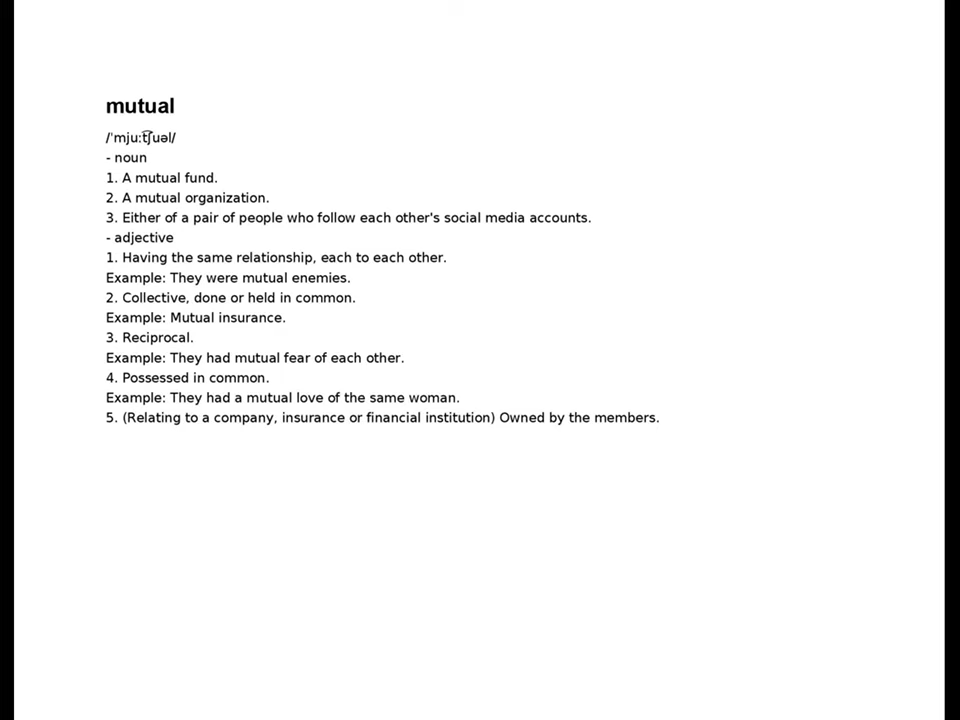 mutual
/ˈmjuːt͡ʃuəl/
- noun
1. A mutual fund.
2. A mutual organization.
3. Either of a pair of people who follow each other's social media accounts.
- adjective
1. Having the same relationship, each to each other.
Example: They were mutual enemies.
2. Collective, done or held in common.
Example: Mutual insurance.
3. Reciprocal.
Example: They had mutual fear of each other.
4. Possessed in common.
Example: They had a mutual love of the same woman.
5. (Relating to a company, insurance or financial institution) Owned by the members.